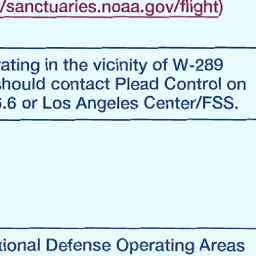 /sanctuaries.noaa.gov/flight)
rating in the vicinity of W-289
should contact Plead Control on
6.6 or Los Angeles Center/FSS.
tional Defense Operating Areas